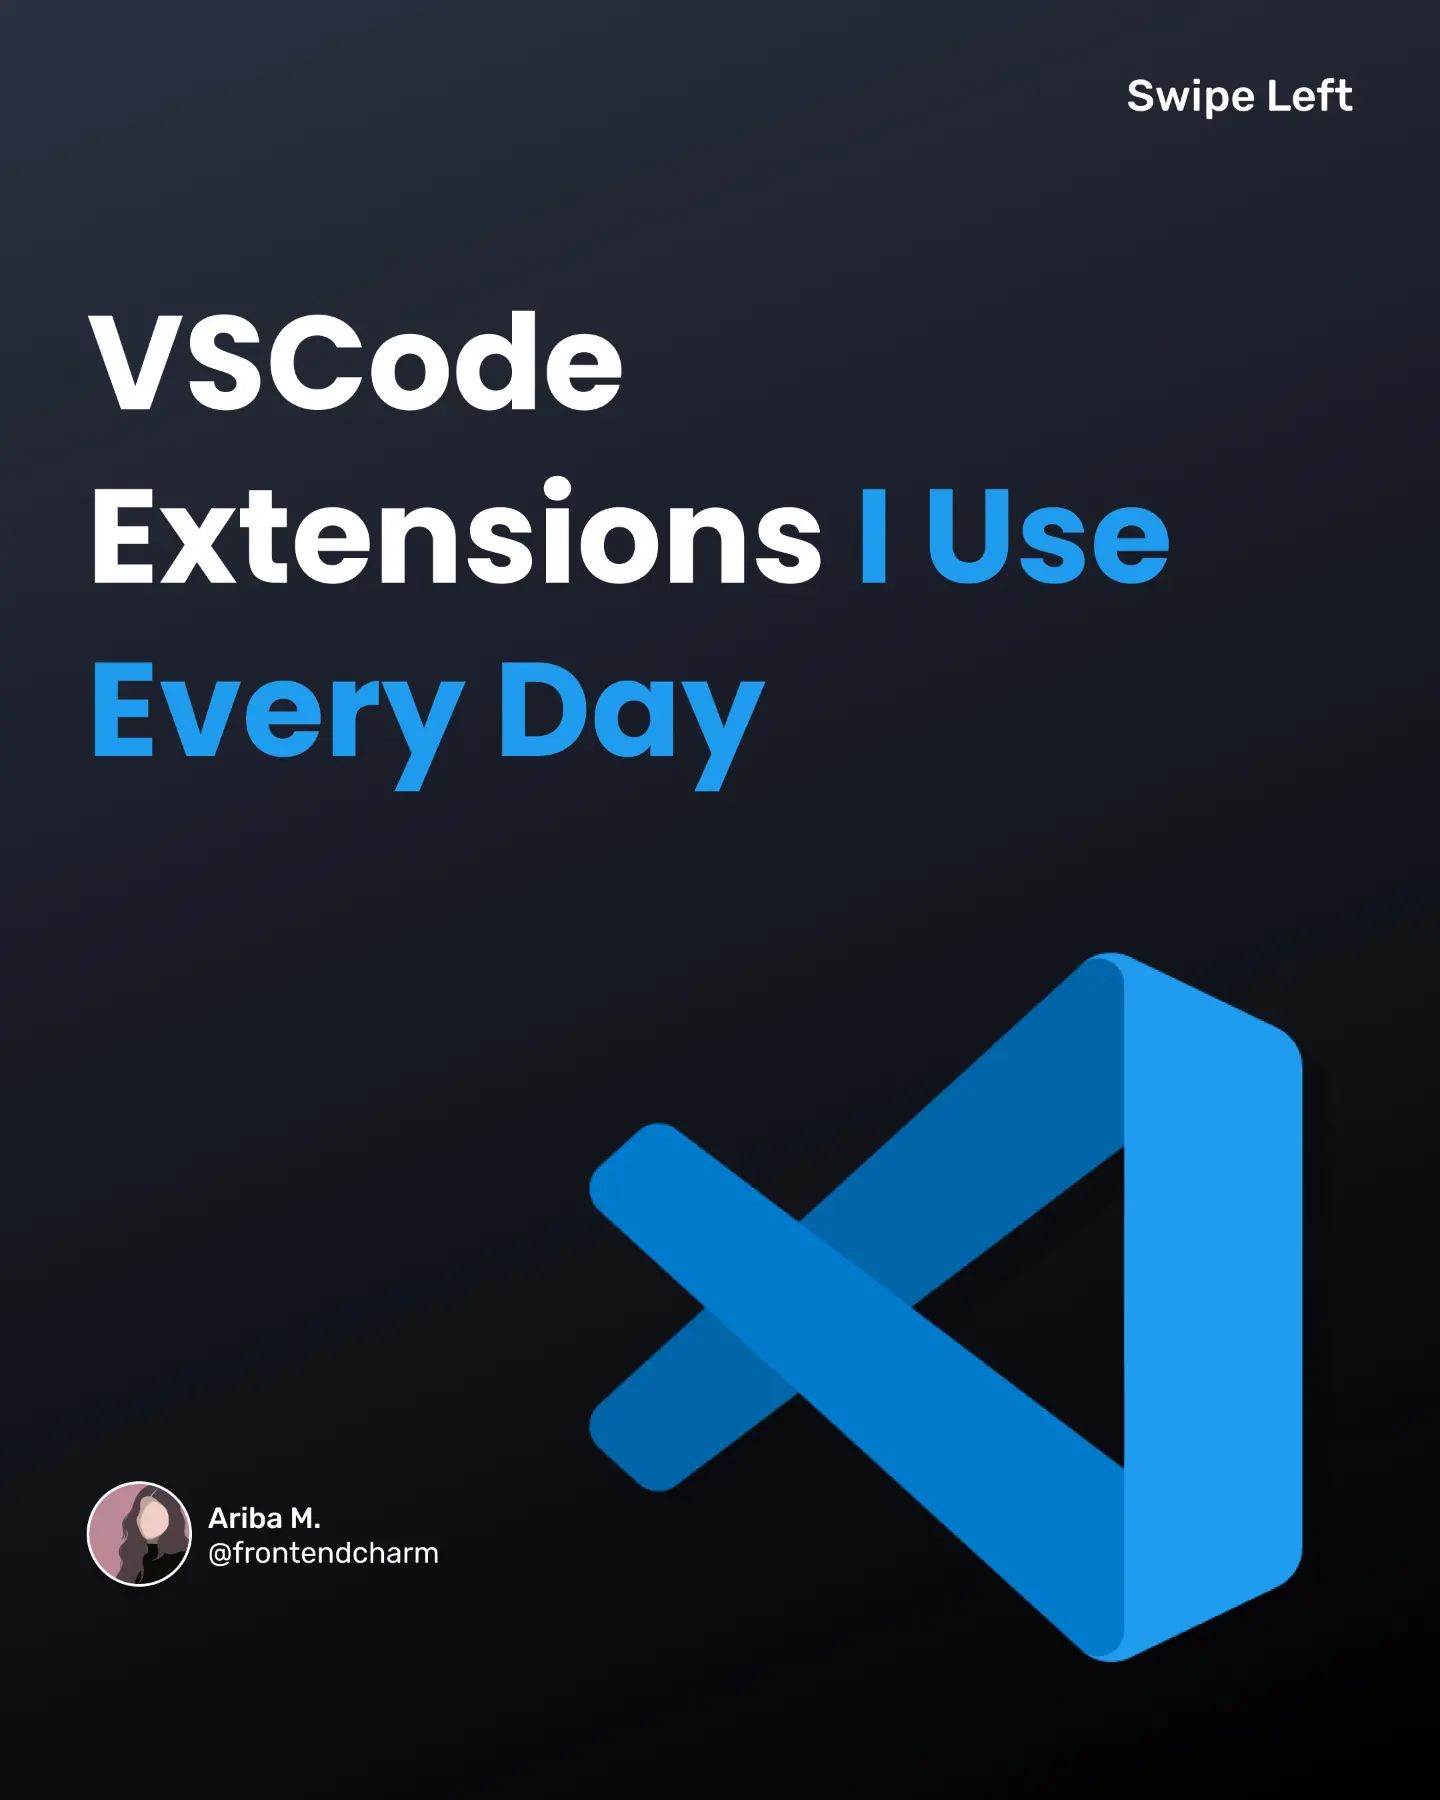 Swipe Left
VSCode
Extensions I Use
Every Day
Ariba M.
@frontendcharm